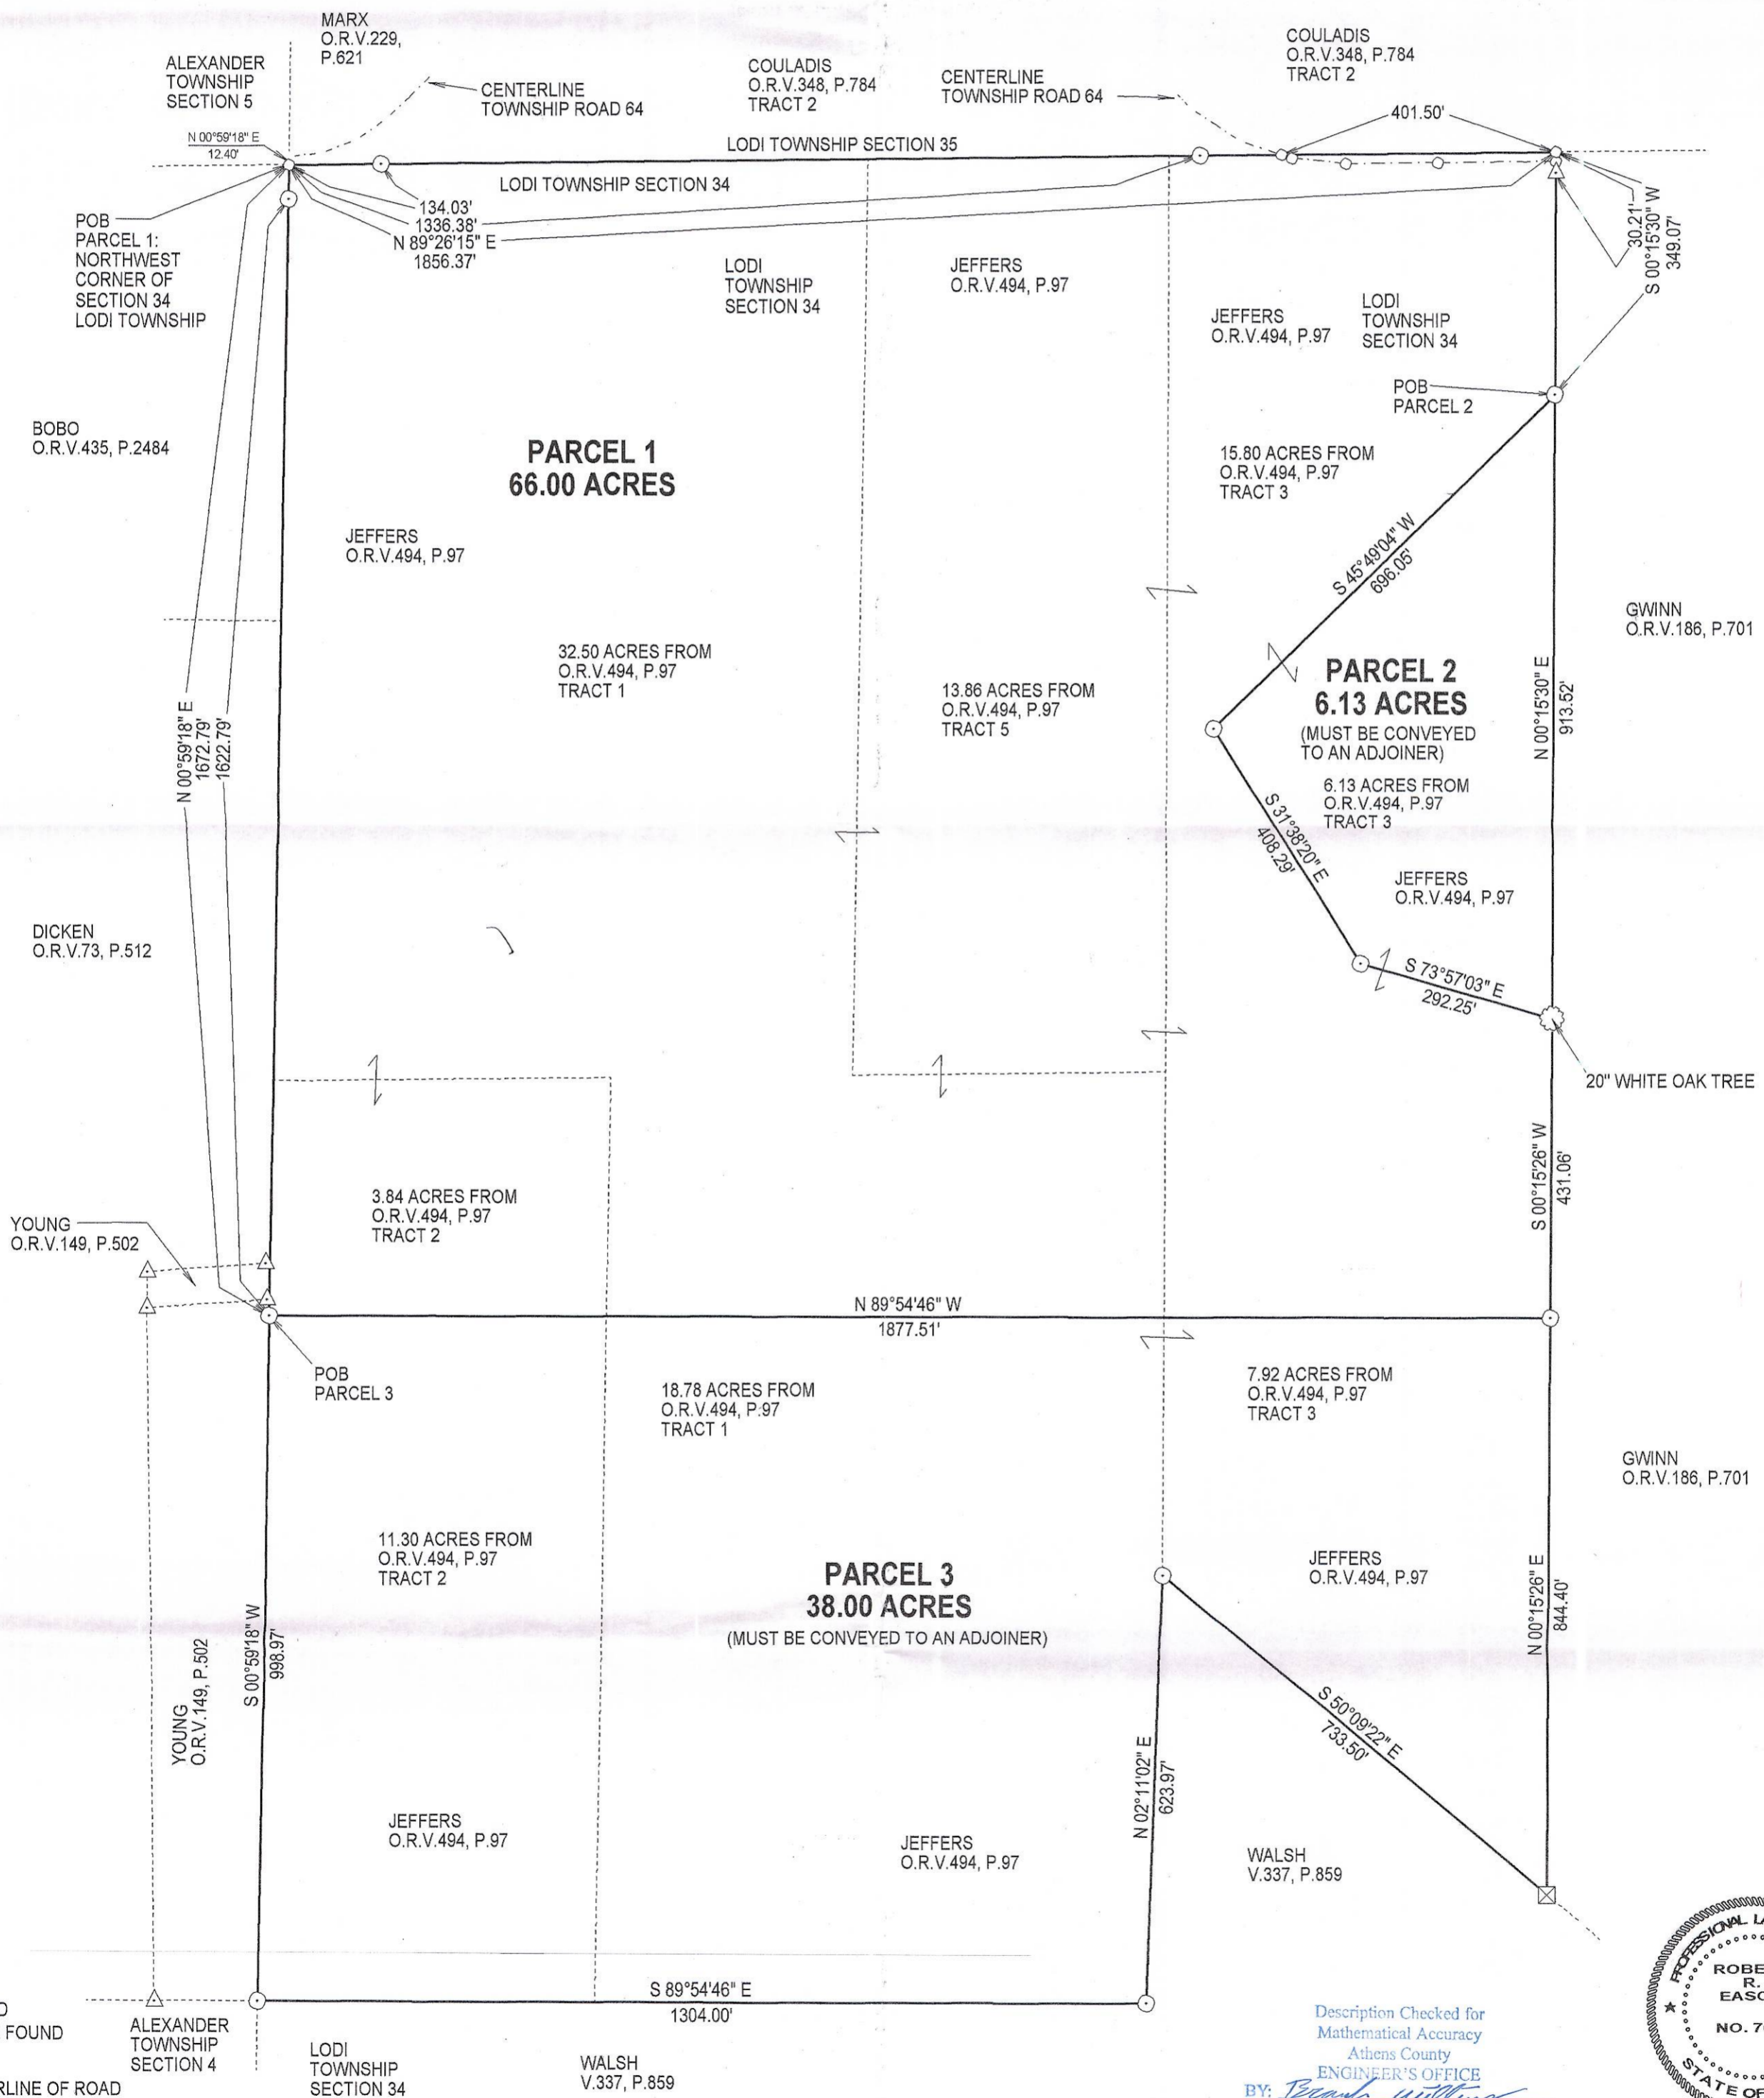 MARX
O.R.V.229,
P.621
ALEXANDER
TOWNSHIP
SECTION 5
CENTERLINE
TOWNSHIP ROAD 64
COULADIS
O.R.V.348, P.784
TRACT 2
CENTERLINE
TOWNSHIP ROAD 64
COULADIS
O.R.V.348, P.784
TRACT 2
401.50'
N 00°59'18" E
12.40'
LODI TOWNSHIP SECTION 35
LODI TOWNSHIP SECTION 34
134.03'
1336.38'
N 89°26'15" E
1856.37'
POB
PARCEL 1:
NORTHWEST
CORNER OF
SECTION 34
LODI TOWNSHIP
30.21'
S 00°15'30" W
349.07'
LODI
TOWNSHIP
SECTION 34
JEFFERS
O.R.V.494, P.97
JEFFERS
O.R.V.494, P.97
LODI
TOWNSHIP
SECTION 34
POB
PARCEL 2
BOBO
O.R.V.435, P.2484
PARCEL 1
66.00 ACRES
15.80 ACRES FROM
O.R.V.494, P.97
TRACT 3
JEFFERS
O.R.V.494, P.97
S 45°49'04" W
696.05'
GWINN
O.R.V.186, P.701
32.50 ACRES FROM
O.R.V.494, P.97
TRACT 1
13.86 ACRES FROM
O.R.V.494, P.97
TRACT 5
PARCEL 2
6.13 ACRES
(MUST BE CONVEYED
TO AN ADJOINER)
6.13 ACRES FROM
O.R.V.494, P.97
TRACT 3
N 00°15'30" E
913.52'
N 00°59'18" E
1672.79'
1622.79'
S 31°38'20" E
408.29'
JEFFERS
O.R.V.494, P.97
DICKEN
O.R.V.73, P.512
S 73°57'03" E
292.25'
20" WHITE OAK TREE
S 00°15'26" W
431.06'
3.84 ACRES FROM
O.R.V.494, P.97
TRACT 2
YOUNG
O.R.V.149, P.502
N 89°54'46" W
1877.51'
POB
PARCEL 3
18.78 ACRES FROM
O.R.V.494, P.97
TRACT 1
7.92 ACRES FROM
O.R.V.494, P.97
TRACT 3
GWINN
O.R.V.186, P.701
11.30 ACRES FROM
O.R.V.494, P.97
TRACT 2
PARCEL 3
38.00 ACRES
(MUST BE CONVEYED TO AN ADJOINER)
JEFFERS
O.R.V.494, P.97
N 00°15'26" E
844.40'
YOUNG
O.R.V.149, P.502
S 00°59'18" W
998.97'
S 50°09'22" E
733.50'
N 02°11'02" E
623.97'
JEFFERS
O.R.V.494, P.97
JEFFERS
O.R.V.494, P.97
WALSH
V.337, P.859
S 89°54'46" E
1304.00'
FOUND
ALEXANDER
TOWNSHIP
SECTION 4
LODI
TOWNSHIP
SECTION 34
WALSH
V.337, P.859
OF ROAD
Description Checked for
Mathematical Accuracy
Athens County
ENGINEER'S OFFICE
BY:
PROFESSIONAL
R.
NO.
STATE